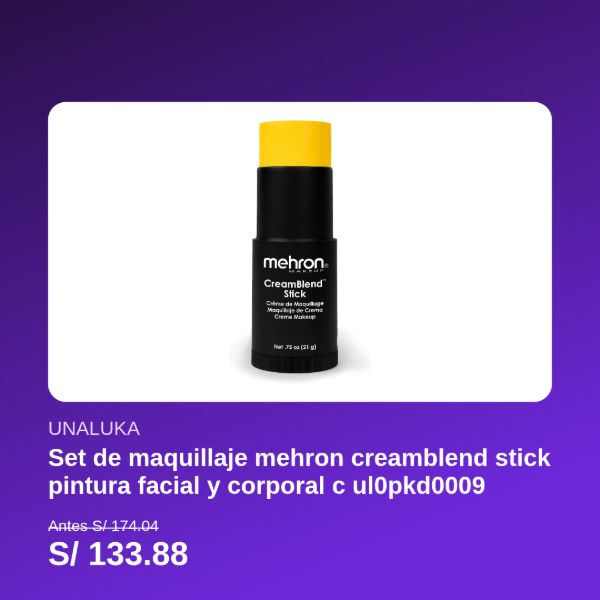 mehron
MAKEUP
CreamBlend™
Stick
Crème de Maquillage
Maquillaje de Crema
Creme Makeup
Net .75 oz (21 g)
UNALUKA
Set de maquillaje mehron creamblend stick
pintura facial y corporal c ul0pkd0009
Antes S/ 174.04
S/ 133.88